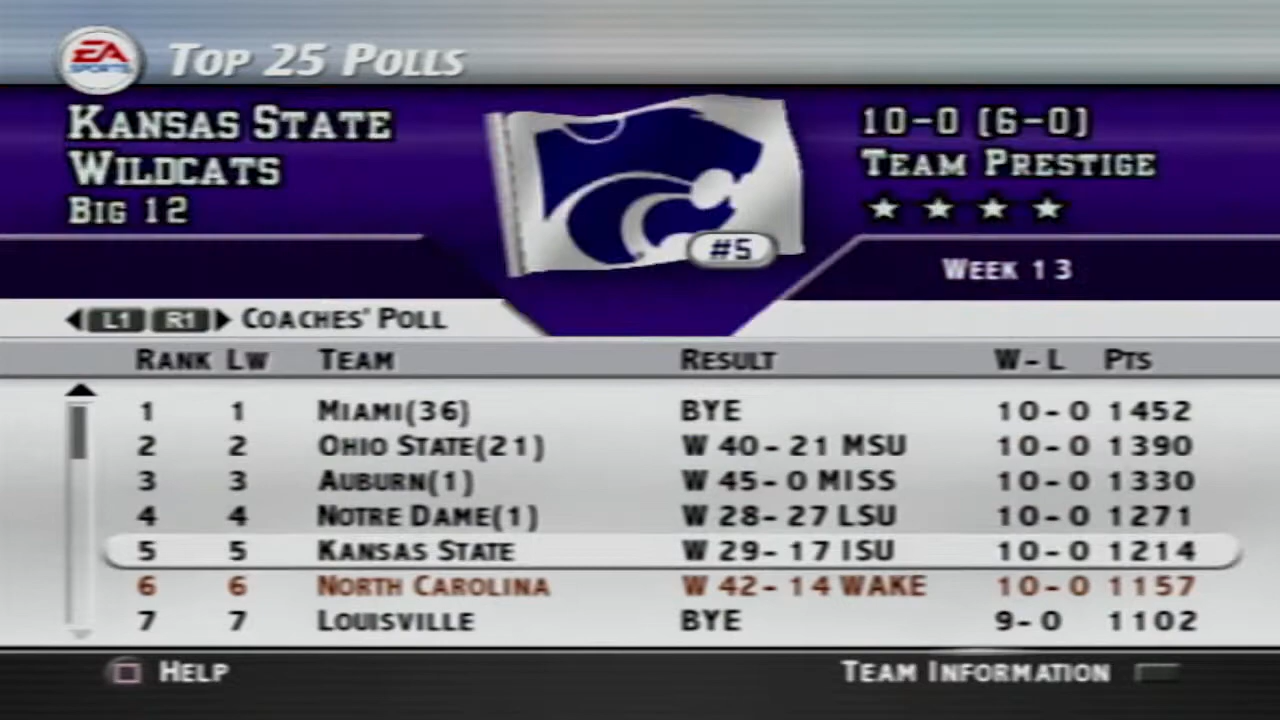 EA SPORTS
TOP 25 POLLS
KANSAS STATE
WILDCATS
BIG 12
#5
10-0 (6-0)
TEAM PRESTIGE
WEEK 13
L1 R1 COACHES' POLL
RANK LW TEAM RESULT W-L PTS
1 1 MIAMI(36) BYE 10-0 1452
2 2 OHIO STATE(21) W 40-21 MSU 10-0 1390
3 3 AUBURN(1) W 45-0 MISS 10-0 1330
4 4 NOTRE DAME(1) W 28-27 LSU 10-0 1271
5 5 KANSAS STATE W 29-17 ISU 10-0 1214
6 6 NORTH CAROLINA W 42-14 WAKE 10-0 1157
7 7 LOUISVILLE BYE 9-0 1102
HELP
TEAM INFORMATION